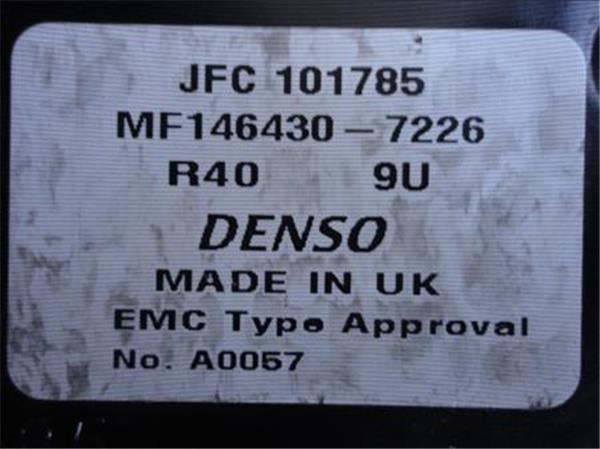 JFC 101785
MF146430-7226
R40 9U
DENSO
MADE IN UK
EMC Type Approval
No. A0057